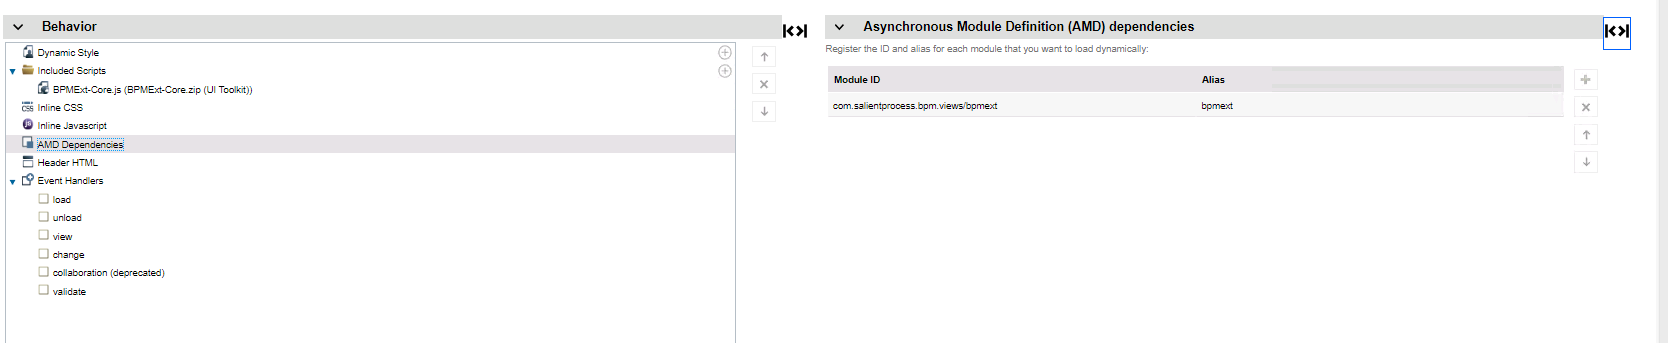 Behavior
Dynamic Style
Included Scripts
BPMExt-Core.js (BPMExt-Core.zip (UI Toolkit))
CSS Inline CSS
Inline Javascript
AMD Dependencies
Header HTML
Event Handlers
load
unload
view
change
collaboration (deprecated)
validate
Asynchronous Module Definition (AMD) dependencies
Register the ID and alias for each module that you want to load dynamically:
Module ID Alias
com.salientprocess.bpm.views/bpmext bpmext